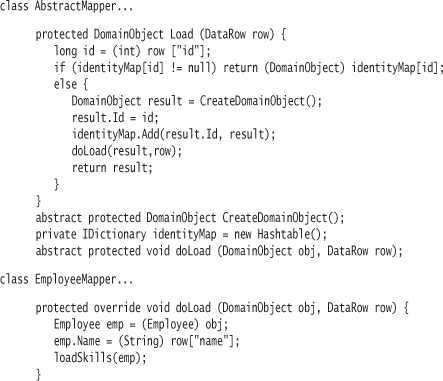 class AbstractMapper...
protected DomainObject Load (DataRow row) {
long id = (int) row ["id"];
if (identityMap[id] != null) return (DomainObject) identityMap[id];
else {
DomainObject result = CreateDomainObject();
result.Id = id;
identityMap.Add(result.Id, result);
doLoad(result,row);
return result;
}
}
abstract protected DomainObject CreateDomainObject();
private IDictionary identityMap = new Hashtable();
abstract protected void doLoad (DomainObject obj, DataRow row);
class EmployeeMapper...
protected override void doLoad (DomainObject obj, DataRow row) {
Employee emp = (Employee) obj;
emp.Name = (String) row["name"];
loadSkills(emp);
}